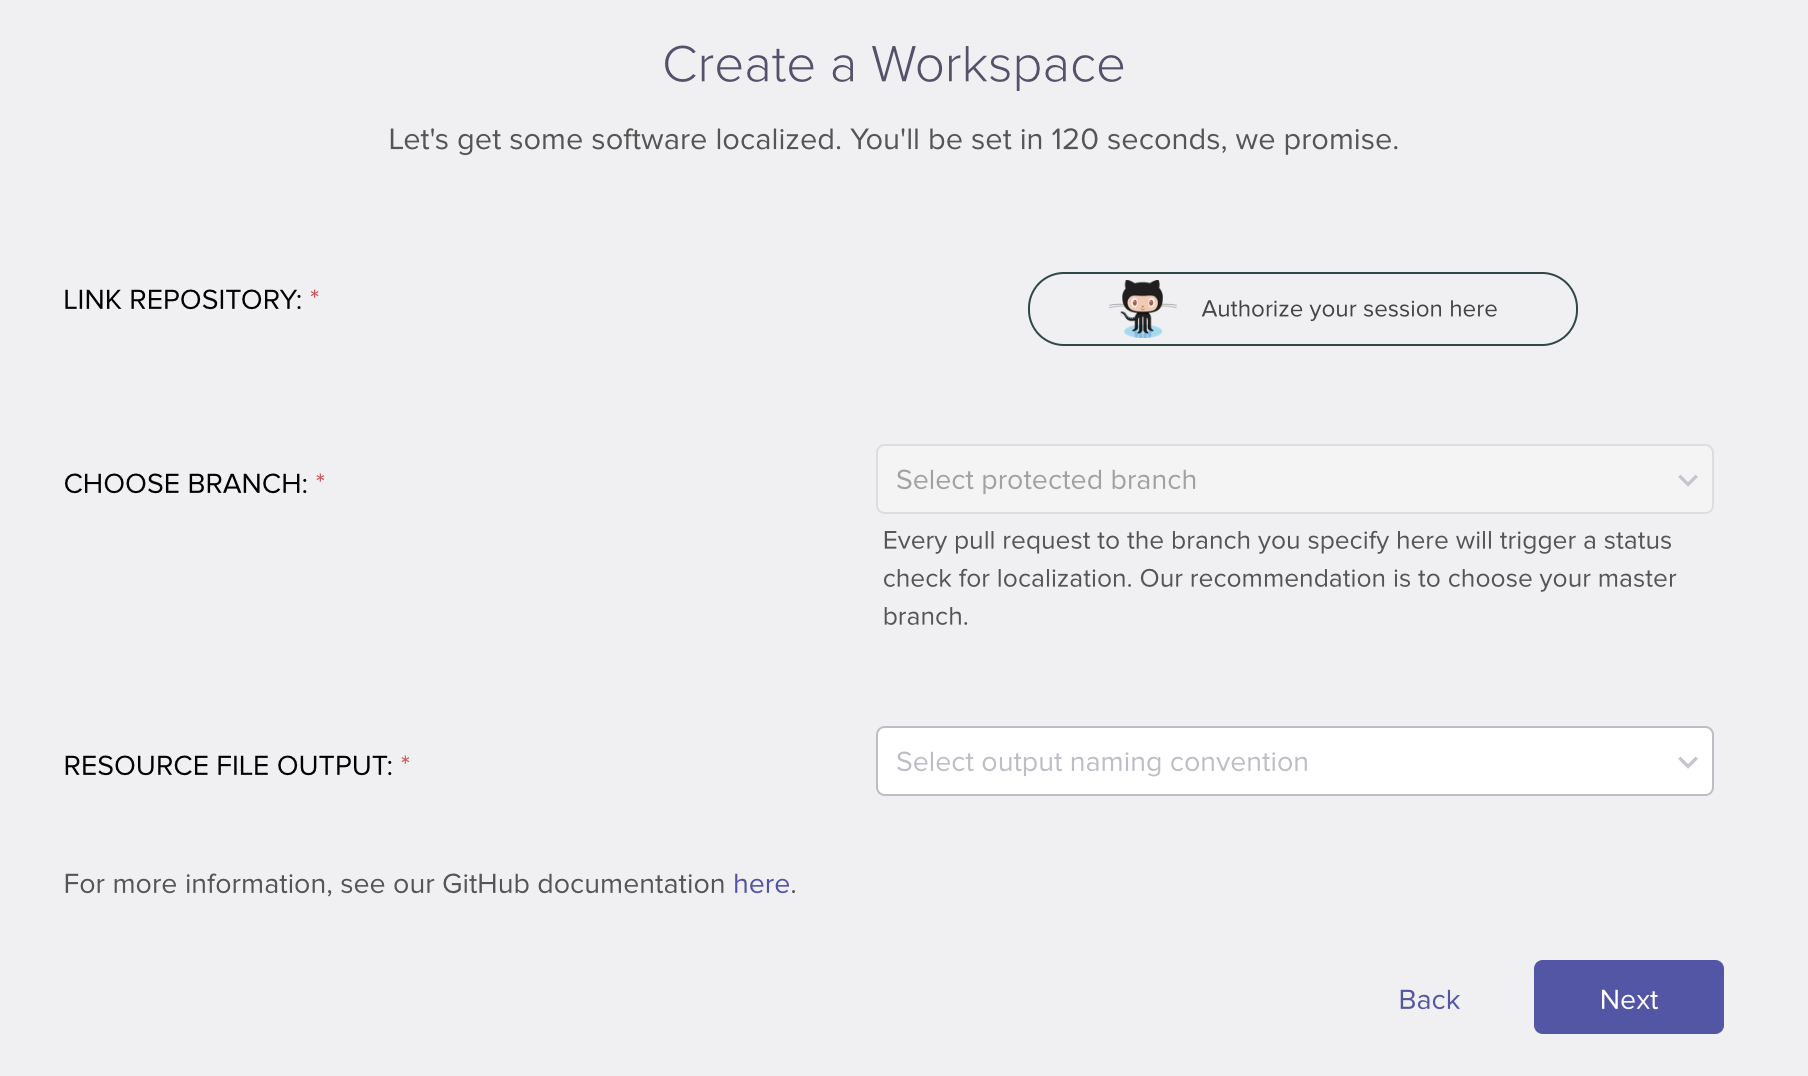 Create a Workspace
Let's get some software localized. You'll be set in 120 seconds, we promise.
LINK REPOSITORY: *
Authorize your session here
CHOOSE BRANCH: *
Select protected branch
Every pull request to the branch you specify here will trigger a status
check for localization. Our recommendation is to choose your master
branch.
RESOURCE FILE OUTPUT: *
Select output naming convention
For more information, see our GitHub documentation here.
Back
Next